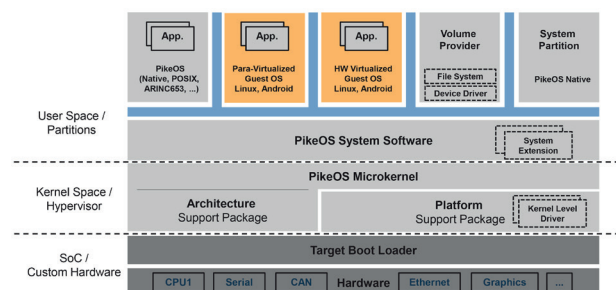 App.
PikeOS
(Native, POSIX,
ARINC653, ...)
App.
Para-Virtualized
Guest OS
Linux, Android
App.
HW Virtualized
Guest OS
Linux, Android
Volume
Provider
File System
Device Driver
System
Partition
PikeOS Native
User Space /
Partitions
PikeOS System Software
System
Extension
Kernel Space /
Hypervisor
PikeOS Microkernel
Architecture
Support Package
Platform
Support Package
Kernel Level
Driver
SoC /
Custom Hardware
Target Boot Loader
CPU1
Serial
CAN
Hardware
Ethernet
Graphics
...